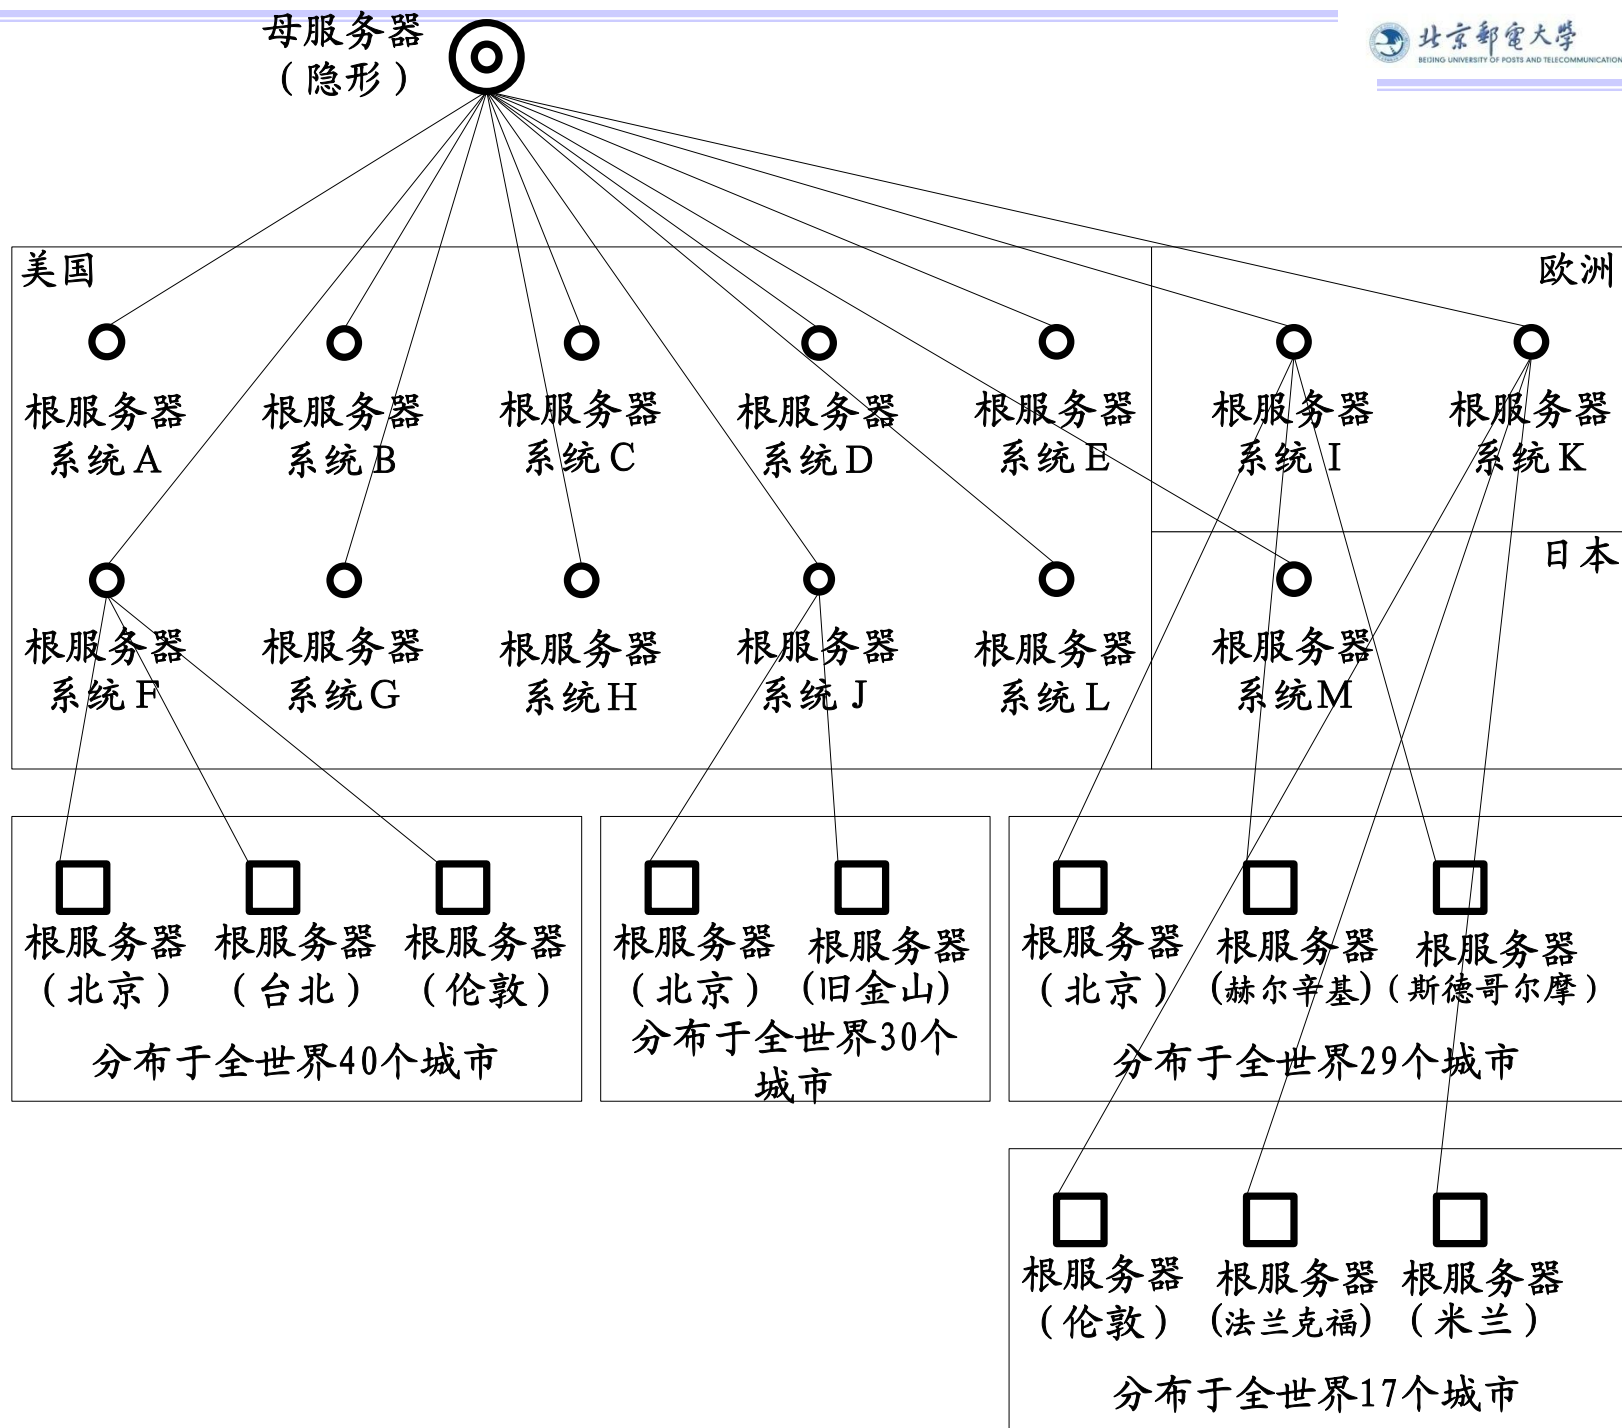 母服务器
（隐形）
北京邮电大学
BEIJING UNIVERSITY OF POSTS AND TELECOMMUNICATION
美国
欧洲
根服务器
系统A
根服务器
系统B
根服务器
系统C
根服务器
系统D
根服务器
系统E
根服务器
系统I
根服务器
系统K
日本
根服务器
系统F
根服务器
系统G
根服务器
系统H
根服务器
系统J
根服务器
系统L
根服务器
系统M
根服务器
（北京）
根服务器
（台北）
根服务器
（伦敦）
分布于全世界40个城市
根服务器
（北京）
根服务器
(旧金山)
分布于全世界30个
城市
根服务器
（北京）
根服务器
(赫尔辛基)
根服务器
（斯德哥尔摩）
分布于全世界29个城市
根服务器
（伦敦）
根服务器
(法兰克福)
根服务器
（米兰）
分布于全世界17个城市